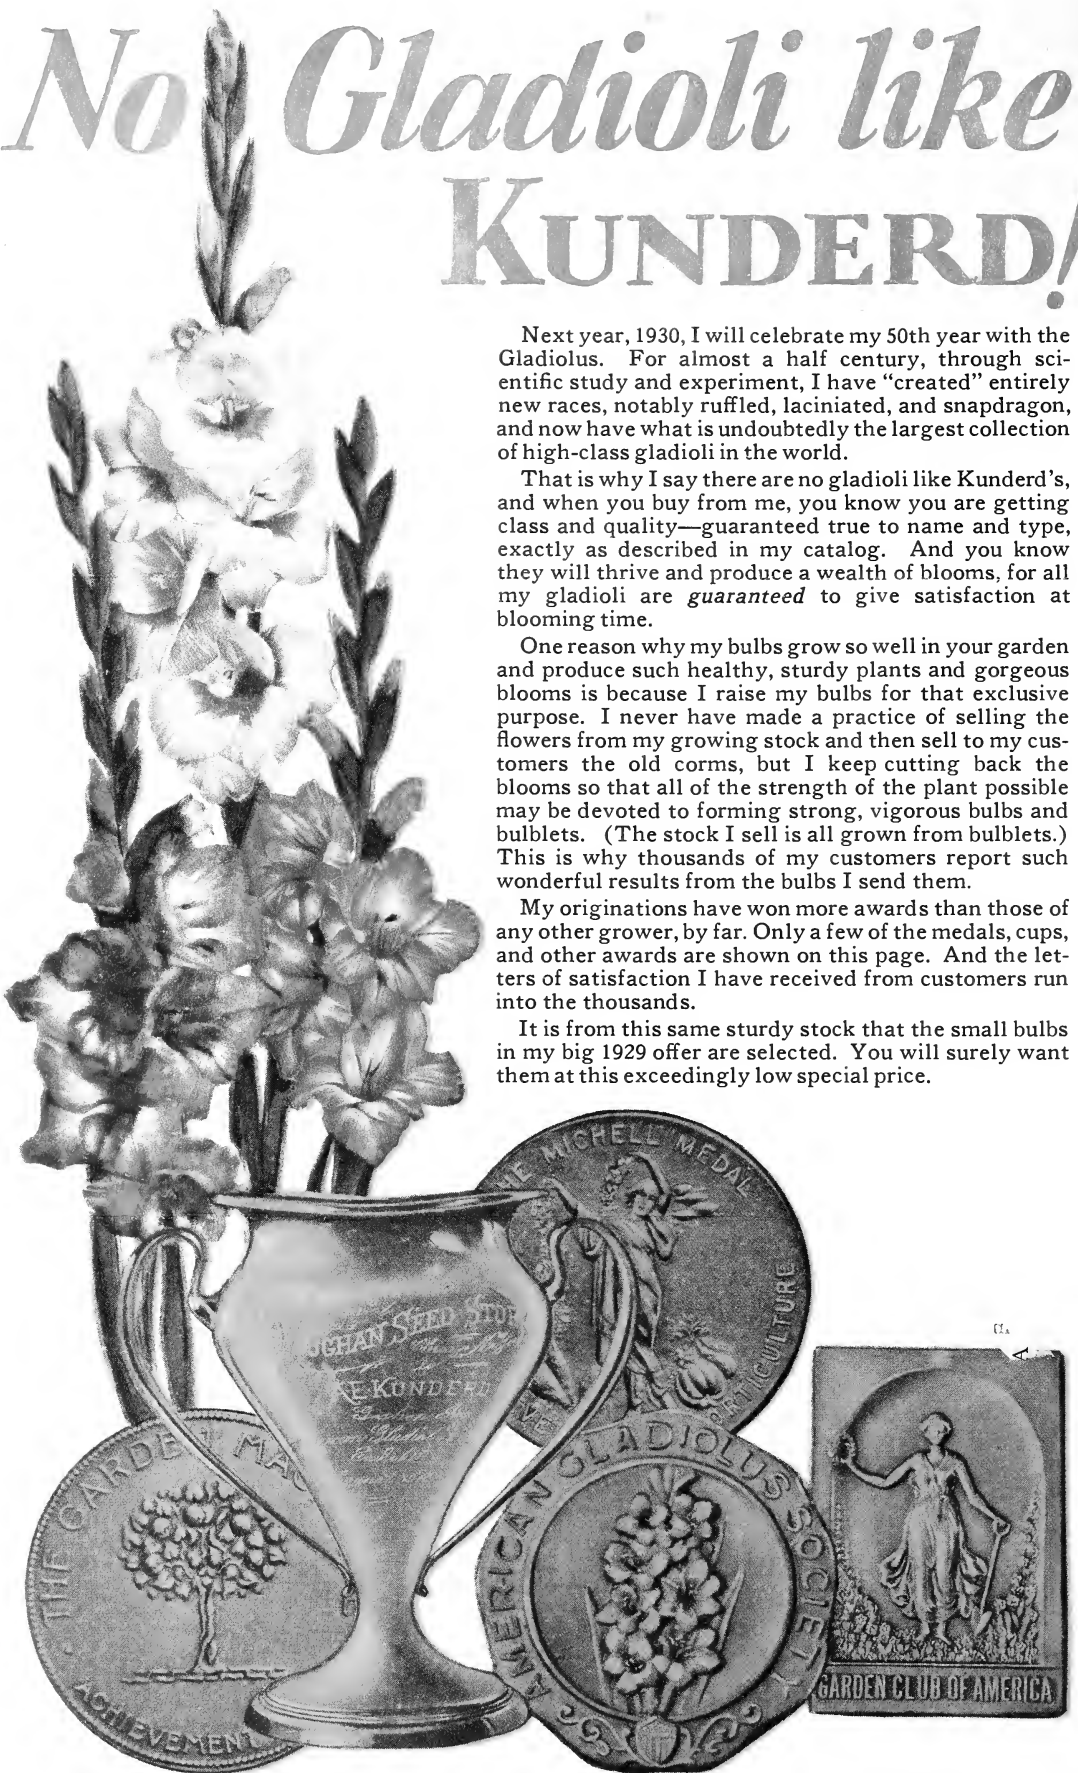 No Gladioli like
KUNDERD!
Next year, 1930, I will celebrate my 50th year with the
Gladiolus. For almost a half century, through sci-
entific study and experiment, I have “created” entirely
new races, notably ruffled, laciniated, and snapdragon,
and now have what is undoubtedly the largest collection
of high-class gladioli in the world.
That is why I say there are no gladioli like Kunderd’s,
and when you buy from me, you know you are getting
class and quality—guaranteed true to name and type,
exactly as described in my catalog. And you know
they will thrive and produce a wealth of blooms, for all
my gladioli are guaranteed to give satisfaction at
blooming time.
One reason why my bulbs grow so well in your garden
and produce such healthy, sturdy plants and gorgeous
blooms is because I raise my bulbs for that exclusive
purpose. I never have made a practice of selling the
flowers from my growing stock and then sell to my cus-
tomers the old corms, but I keep cutting back the
blooms so that all of the strength of the plant possible
may be devoted to forming strong, vigorous bulbs and
bulblets. (The stock I sell is all grown from bulblets.)
This is why thousands of my customers report such
wonderful results from the bulbs I send them.
My originations have won more awards than those of
any other grower, by far. Only a few of the medals, cups,
and other awards are shown on this page. And the let-
ters of satisfaction I have received from customers run
into the thousands.
It is from this same sturdy stock that the small bulbs
in my big 1929 offer are selected. You will surely want
them at this exceedingly low special price.
HE MICHELL MEDAL
ORTICULTURE
UGHAN SEED STOR
KUNDERD
THE GARDEN MAG
ACHIEVEMENT
AMERICAN GLADIOLUS SOCIETY
GARDEN CLUB OF AMERICA